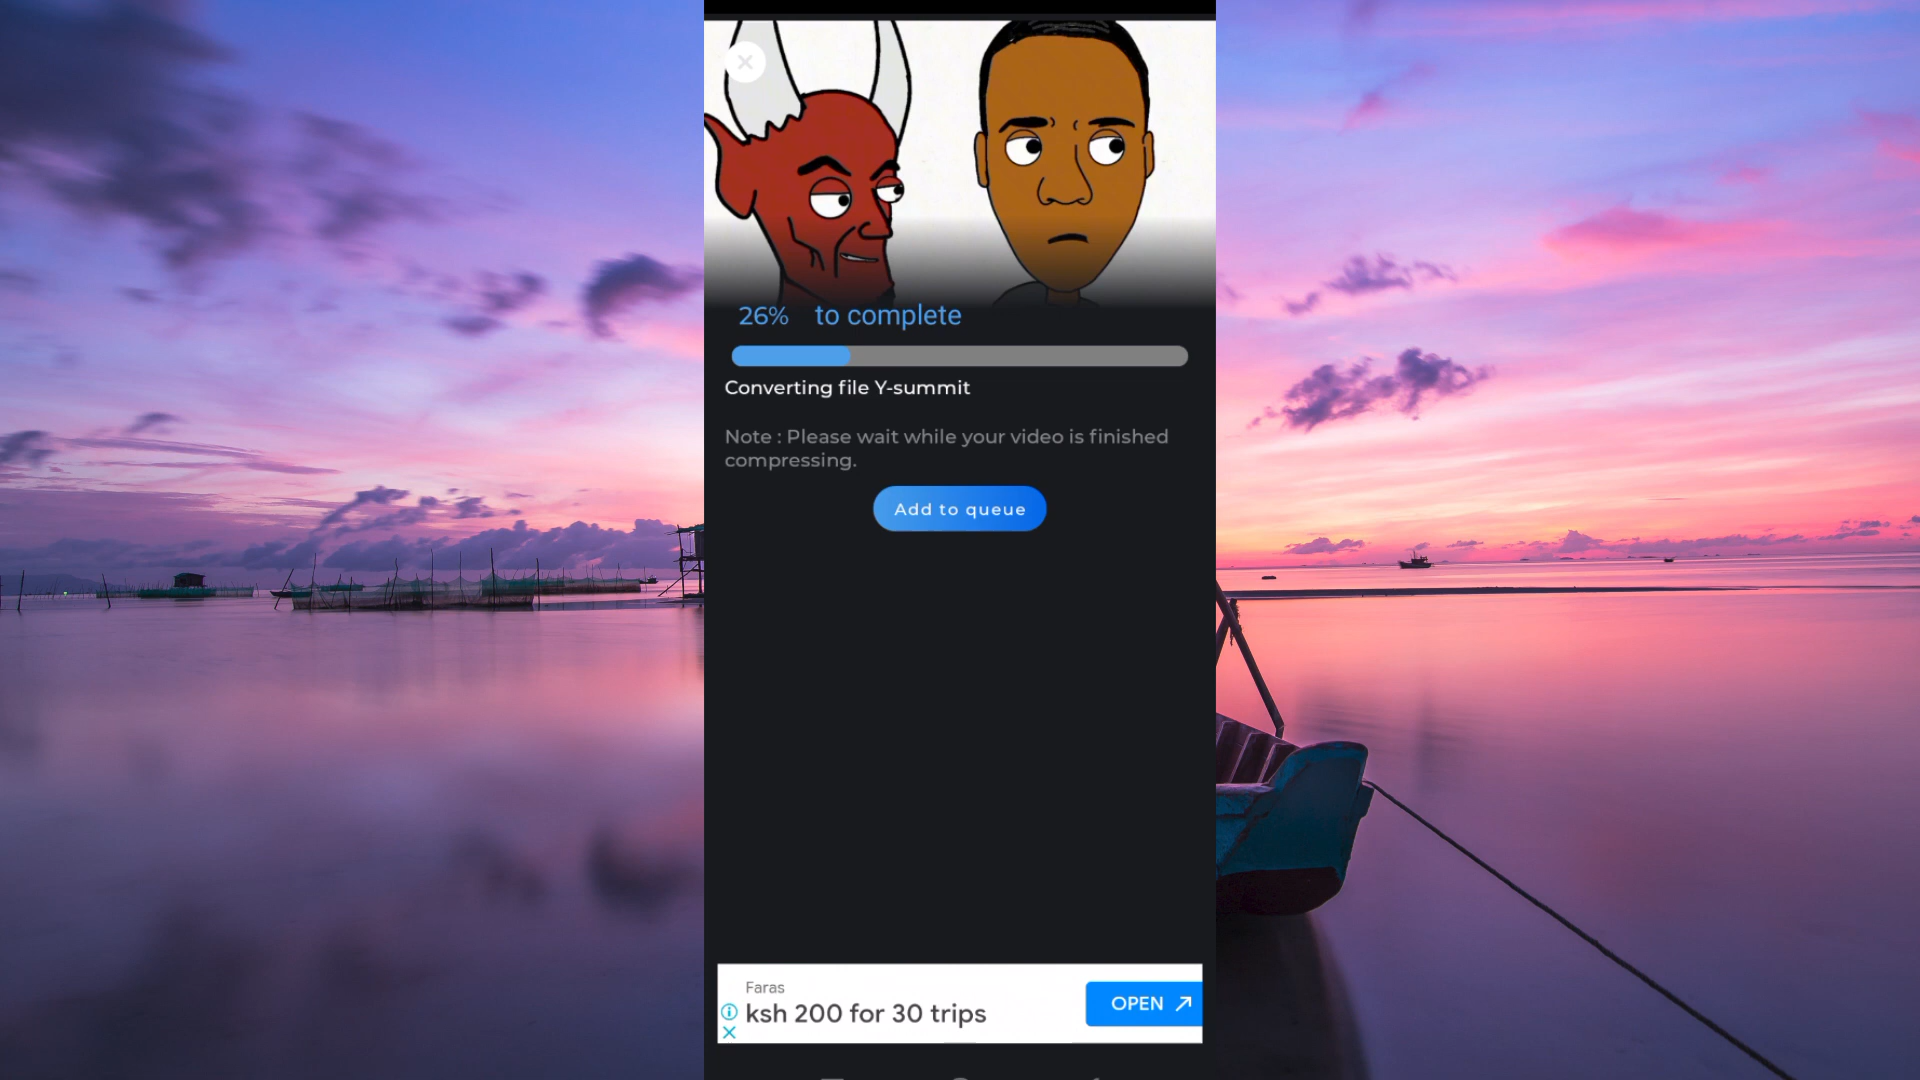 26% to complete
Converting file Y-summit
Note : Please wait while your video is finished
compressing.
Add to queue
Faras
ksh 200 for 30 trips
OPEN